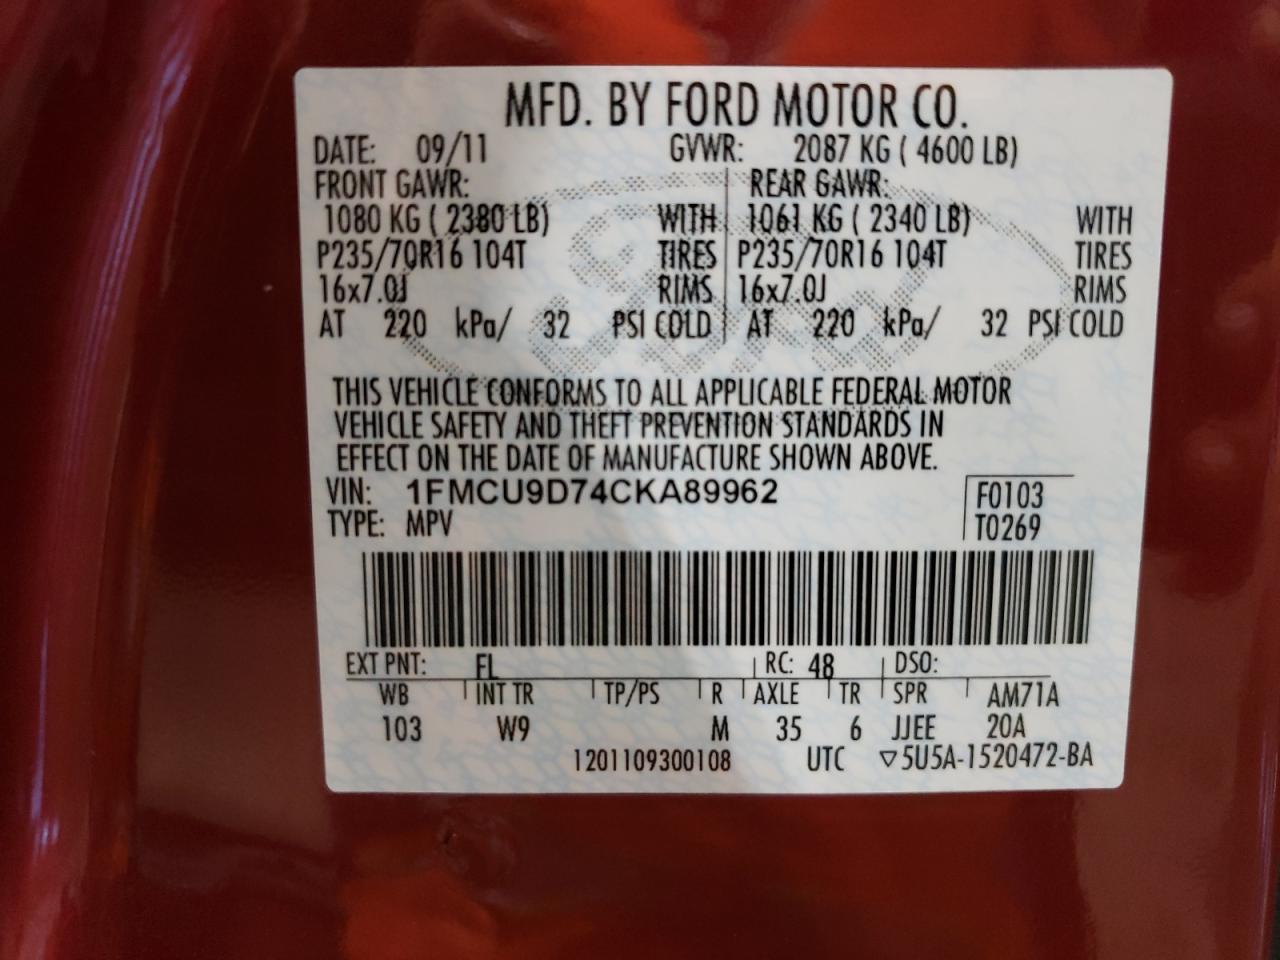 MFD. BY FORD MOTOR CO.
DATE: 09/11 GVWR: 2087 KG ( 4600 LB)
FRONT GAWR: REAR GAWR:
1080 KG ( 2380 LB) WITH 1061 KG ( 2340 LB) WITH
P235/70R16 104T TIRES P235/70R16 104T TIRES
16x7.0J RIMS 16x7.0J RIMS
AT 220 kPa/ 32 PSI COLD AT 220 kPa/ 32 PSI COLD
THIS VEHICLE CONFORMS TO ALL APPLICABLE FEDERAL MOTOR
VEHICLE SAFETY AND THEFT PREVENTION STANDARDS IN
EFFECT ON THE DATE OF MANUFACTURE SHOWN ABOVE.
VIN: 1FMCU9D74CKA89962 F0103
TYPE: MPV T0269
EXT PNT: FL RC: 48 DSO:
WB INT TR TP/PS R AXLE TR SPR AM71A
103 W9 M 35 6 JJEE 20A
1201109300108 UTC ▽5U5A-1520472-BA